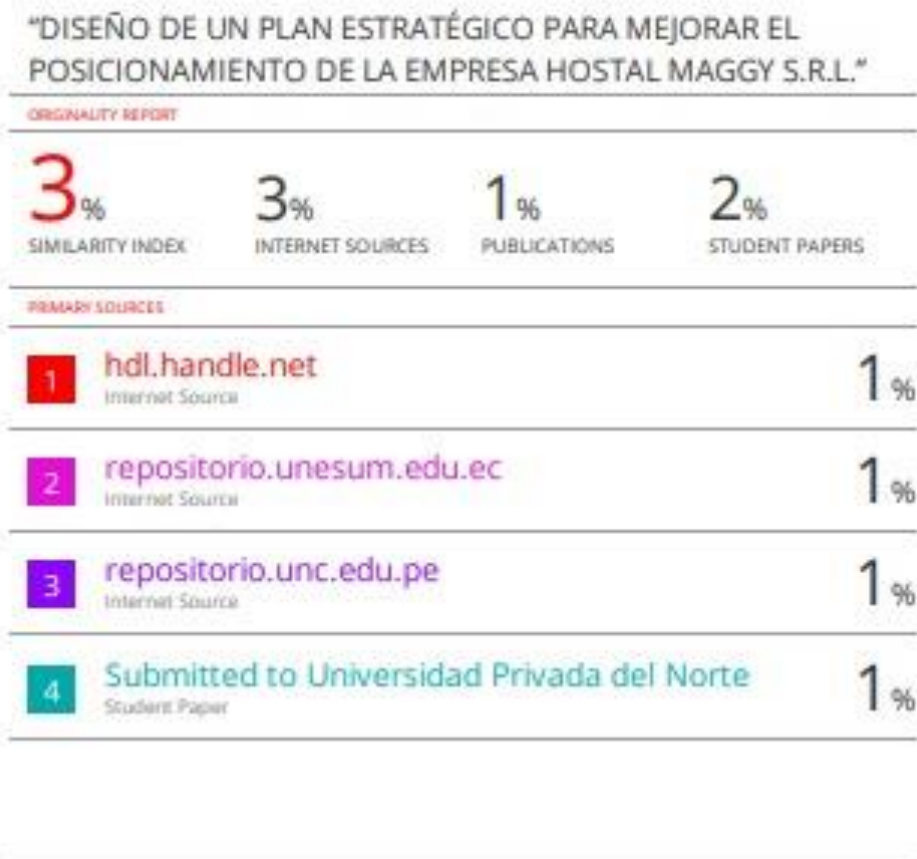 “DISEÑO DE UN PLAN ESTRATÉGICO PARA MEJORAR EL
POSICIONAMIENTO DE LA EMPRESA HOSTAL MAGGY S.R.L.”
ORIGINALITY REPORT
3% 3% 1% 2%
SIMILARITY INDEX INTERNET SOURCES PUBLICATIONS STUDENT PAPERS
PRIMARY SOURCES
1 hdl.handle.net 1%
Internet Source
2 repositorio.unesum.edu.ec 1%
Internet Source
3 repositorio.unc.edu.pe 1%
Internet Source
4 Submitted to Universidad Privada del Norte 1%
Student Paper